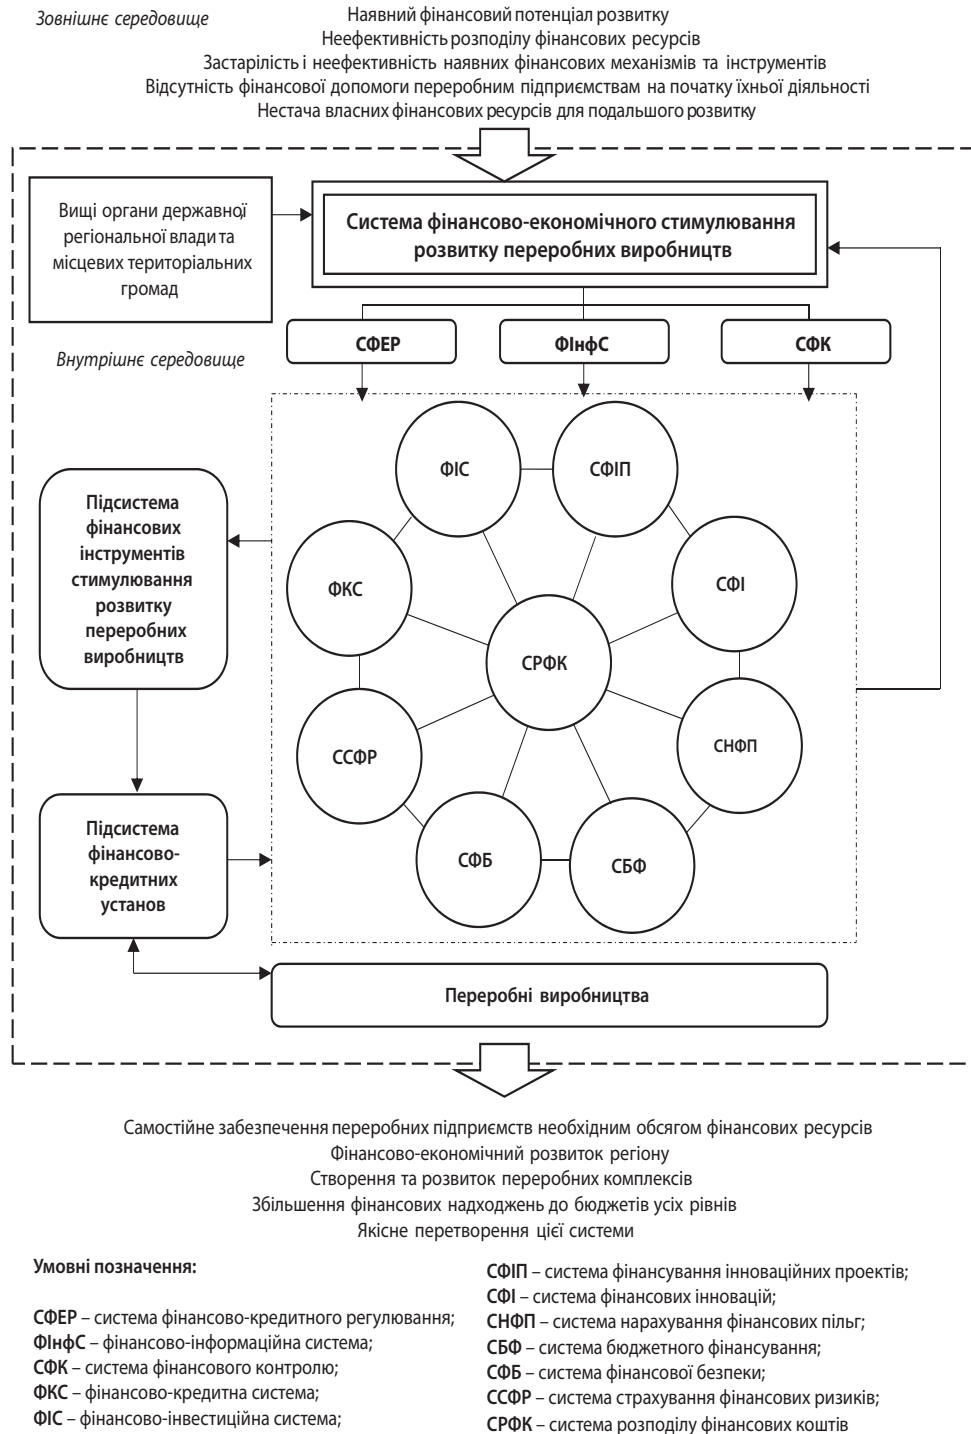 Зовнішнє середовище
Наявний фінансовий потенціал розвитку
Неефективність розподілу фінансових ресурсів
Застарілість і неефективність наявних фінансових механізмів та інструментів
Відсутність фінансової допомоги переробним підприємствам на початку їхньої діяльності
Нестача власних фінансових ресурсів для подальшого розвитку
Вищі органи державної,
регіональної влади та
місцевих територіальних
громад
Система фінансово-економічного стимулювання
розвитку переробних виробництв
СФЕР
ФІнфС
СФК
Внутрішнє середовище
ФІС
СФІП
Підсистема
фінансових
інструментів
стимулювання
розвитку
переробних
виробництв
ФКС
СФІ
СРФК
ССФР
СНФП
Підсистема
фінансово-
кредитних
установ
СФБ
СБФ
Переробні виробництва
Самостійне забезпечення переробних підприємств необхідним обсягом фінансових ресурсів
Фінансово-економічний розвиток регіону
Створення та розвиток переробних комплексів
Збільшення фінансових надходжень до бюджетів усіх рівнів
Якісне перетворення цієї системи
Умовні позначення:
СФЕР – система фінансово-кредитного регулювання;
ФІнфС – фінансово-інформаційна система;
СФК – система фінансового контролю;
ФКС – фінансово-кредитна система;
ФІС – фінансово-інвестиційна система;
СФІП – система фінансування інноваційних проектів;
СФІ – система фінансових інновацій;
СНФП – система нарахування фінансових пільг;
СБФ – система бюджетного фінансування;
СФБ – система фінансової безпеки;
ССФР – система страхування фінансових ризиків;
СРФК – система розподілу фінансових коштів